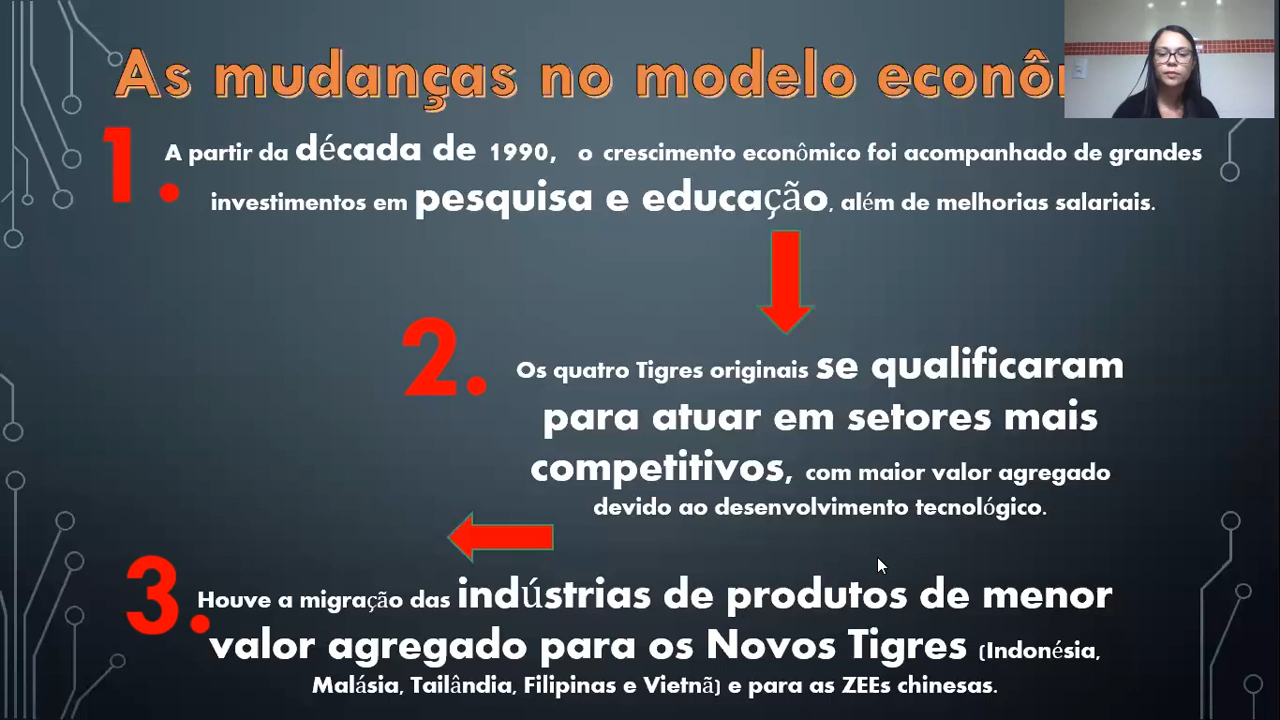 As mudanças no modelo econô
1. A partir da década de 1990, o crescimento econômico foi acompanhado de grandes
investimentos em pesquisa e educação, além de melhorias salariais.
2. Os quatro Tigres originais se qualificaram
para atuar em setores mais
competitivos, com maior valor agregado
devido ao desenvolvimento tecnológico.
3. Houve a migração das indústrias de produtos de menor
valor agregado para os Novos Tigres (Indonésia,
Malásia, Tailândia, Filipinas e Vietnã) e para as ZEEs chinesas.